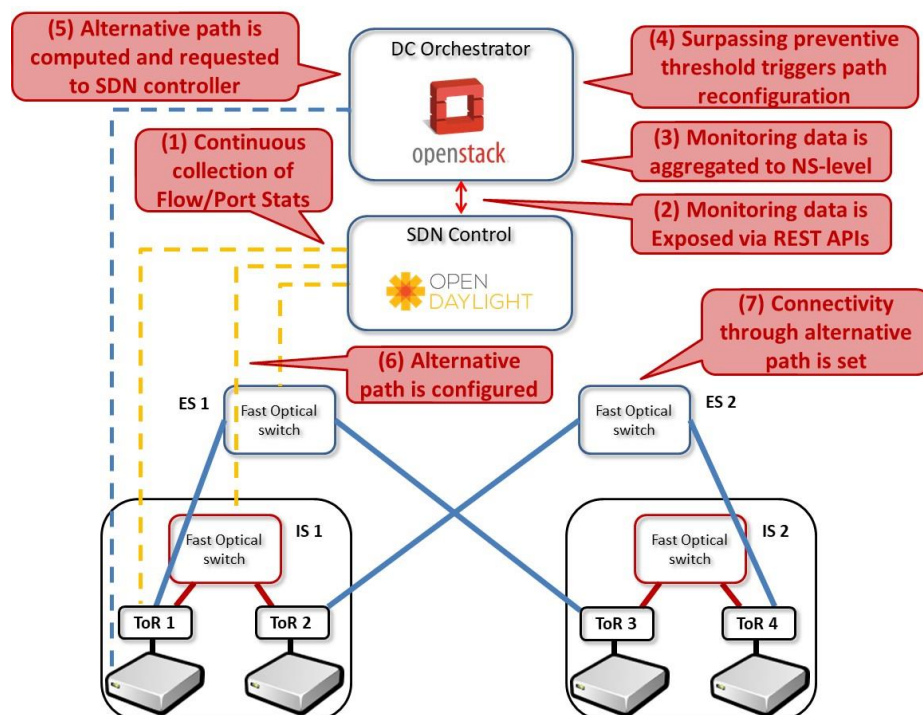 (5) Alternative path is
computed and requested
to SDN controller
DC Orchestrator
openstack
(4) Surpassing preventive
threshold triggers path
reconfiguration
(1) Continuous
collection of
Flow/Port Stats
(3) Monitoring data is
aggregated to NS-level
(2) Monitoring data is
Exposed via REST APIs
SDN Control
OPEN
DAYLIGHT
(7) Connectivity
through alternative
path is set
(6) Alternative
path is configured
ES 1
Fast Optical
switch
Fast Optical
switch
ES 2
Fast Optical
switch
IS 1
Fast Optical
switch
IS 2
ToR 1
ToR 2
ToR 3
ToR 4